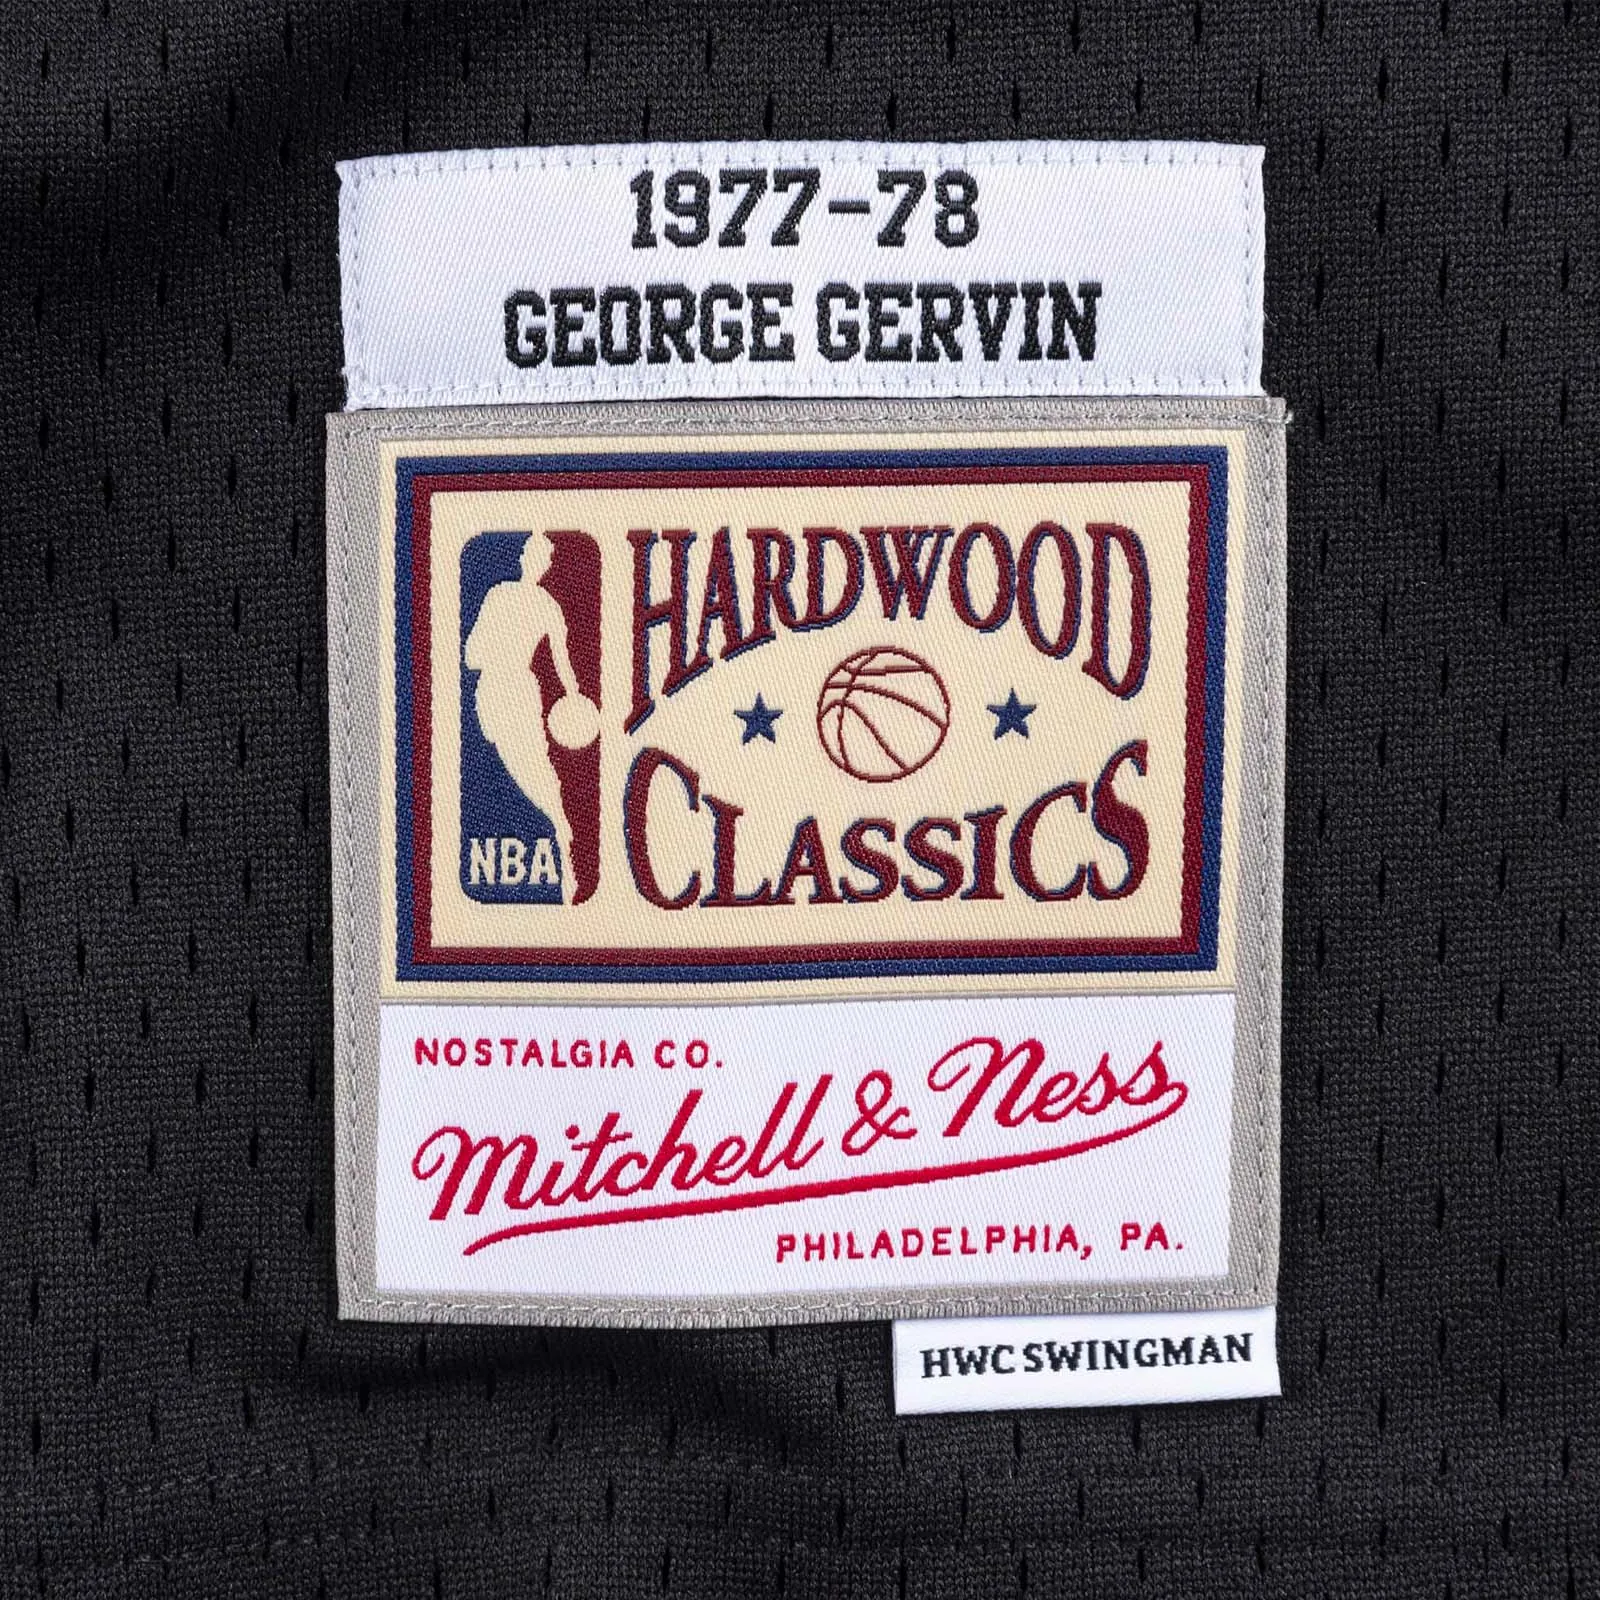 1977-78
GEORGE GERVIN
HARDWOOD
CLASSICS
NBA
NOSTALGIA CO.
Mitchell & Ness
PHILADELPHIA, PA.
HWC SWINGMAN